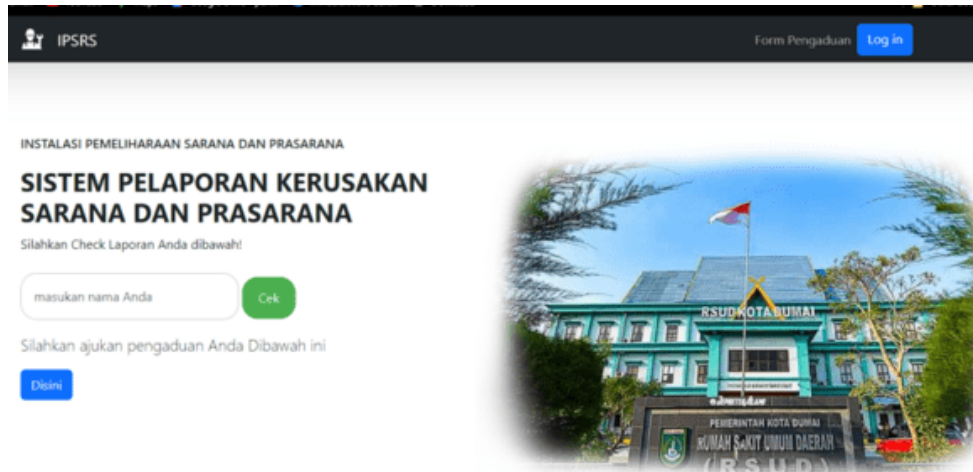 IPSRS
Form Pengaduan
Log in
INSTALASI PEMELIHARAAN SARANA DAN PRASARANA
SISTEM PELAPORAN KERUSAKAN
SARANA DAN PRASARANA
Silahkan Check Laporan Anda dibawah!
masukan nama Anda
Cek
Silahkan ajukan pengaduan Anda Dibawah ini
Disini
RSUD KOTA DUMAI
PEMERINTAH KOTA DUMAI
RUMAH SAKIT UMUM DAERAH
(RSUD)